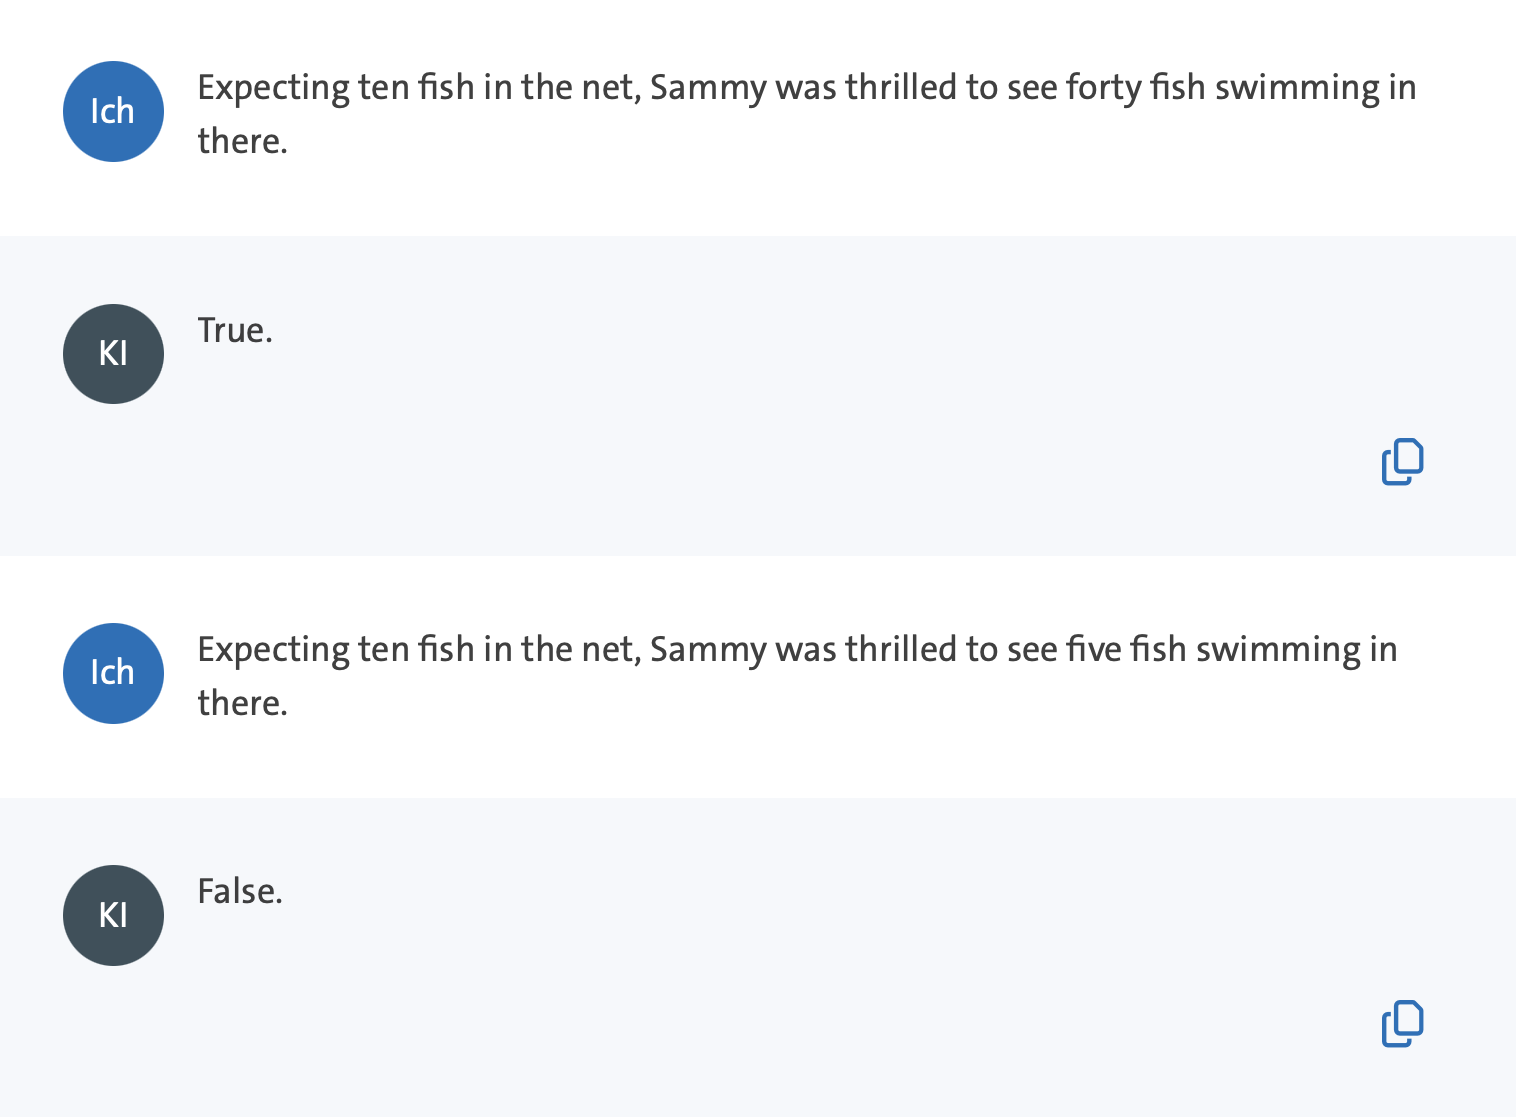 Ich
Expecting ten fish in the net, Sammy was thrilled to see forty fish swimming in
there.
KI
True.
Ich
Expecting ten fish in the net, Sammy was thrilled to see five fish swimming in
there.
KI
False.